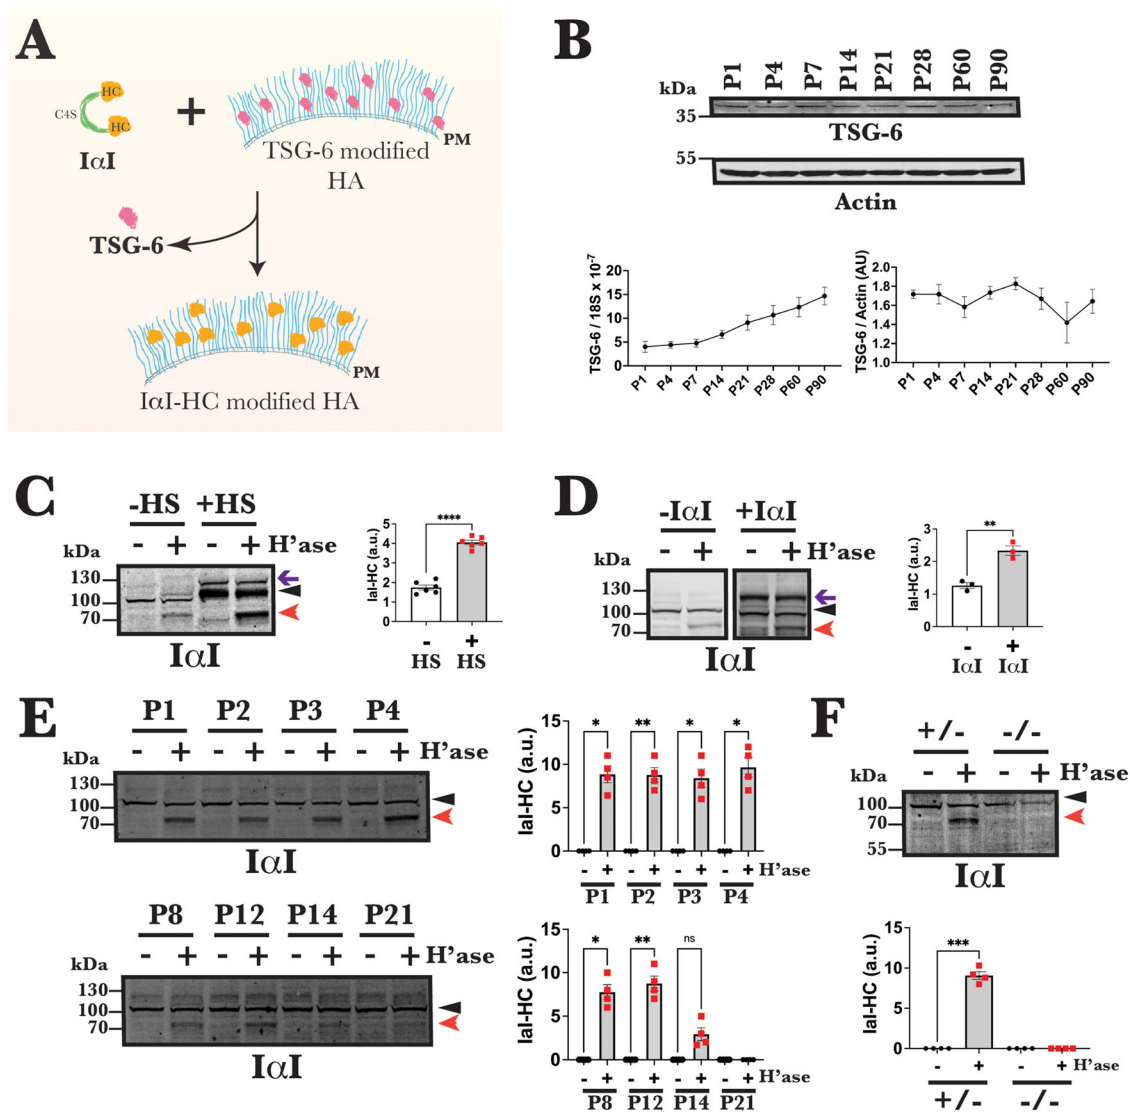 A
HC
C4S
HC
IαI
+
PM
TSG-6 modified
HA
TSG-6
PM
IαI-HC modified HA
B
P1 P4 P7 P14 P21 P28 P60 P90
kDa
35
TSG-6
55
Actin
TSG-6 / 18S x 10-7
20
15
10
5
0
P1 P4 P7 P14 P21 P28 P60 P90
TSG-6 / Actin (AU)
1.8
1.6
1.4
1.2
1.0
2.0
P1 P4 P7 P14 P21 P28 P60 P90
C
-HS +HS
- + - + H'ase
kDa
130
100
70
IαI
IaI-HC (a.u.)
5
4
3
2
1
0
****
- +
HS HS
D
-IαI +IαI
- + - + H'ase
kDa
130
100
70
IαI
IaI-HC (a.u.)
3
2
1
0
**
- +
IαI IαI
E
P1 P2 P3 P4
- + - + - + - + H'ase
kDa
130
100
70
IαI
IaI-HC (a.u.)
15
10
5
0
* ** * *
- + - + - + - + H'ase
P1 P2 P3 P4
P8 P12 P14 P21
- + - + - + - + H'ase
kDa
130
100
70
IαI
IaI-HC (a.u.)
15
10
5
0
* ** ns
- + - + - + - + H'ase
P8 P12 P14 P21
F
+/- -/-
- + - + H'ase
kDa
100
70
55
IαI
IaI-HC (a.u.)
15
10
5
0
***
- + - + H'ase
+/- -/-